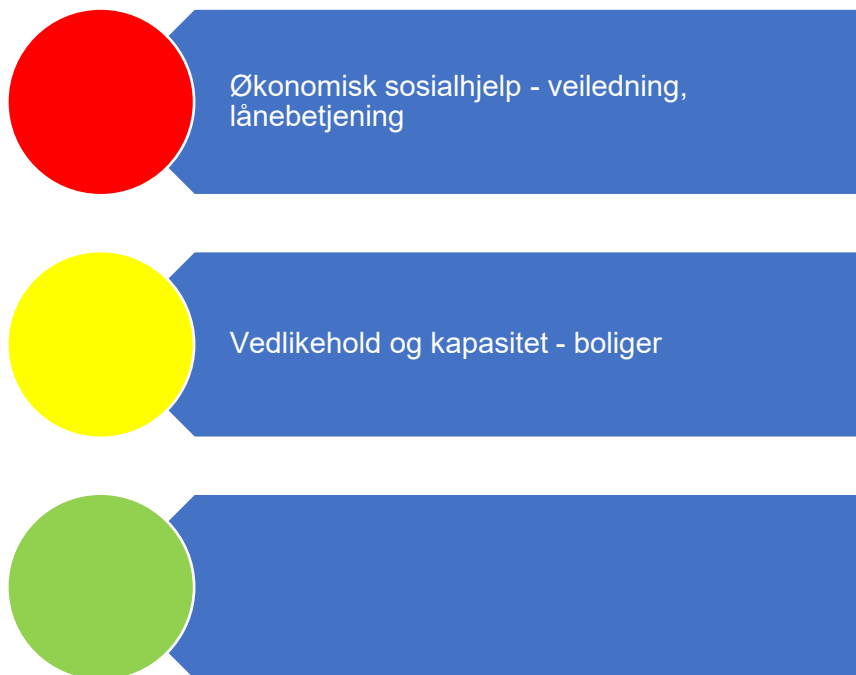 Økonomisk sosialhjelp - veiledning,
lånebetjening
Vedlikehold og kapasitet - boliger